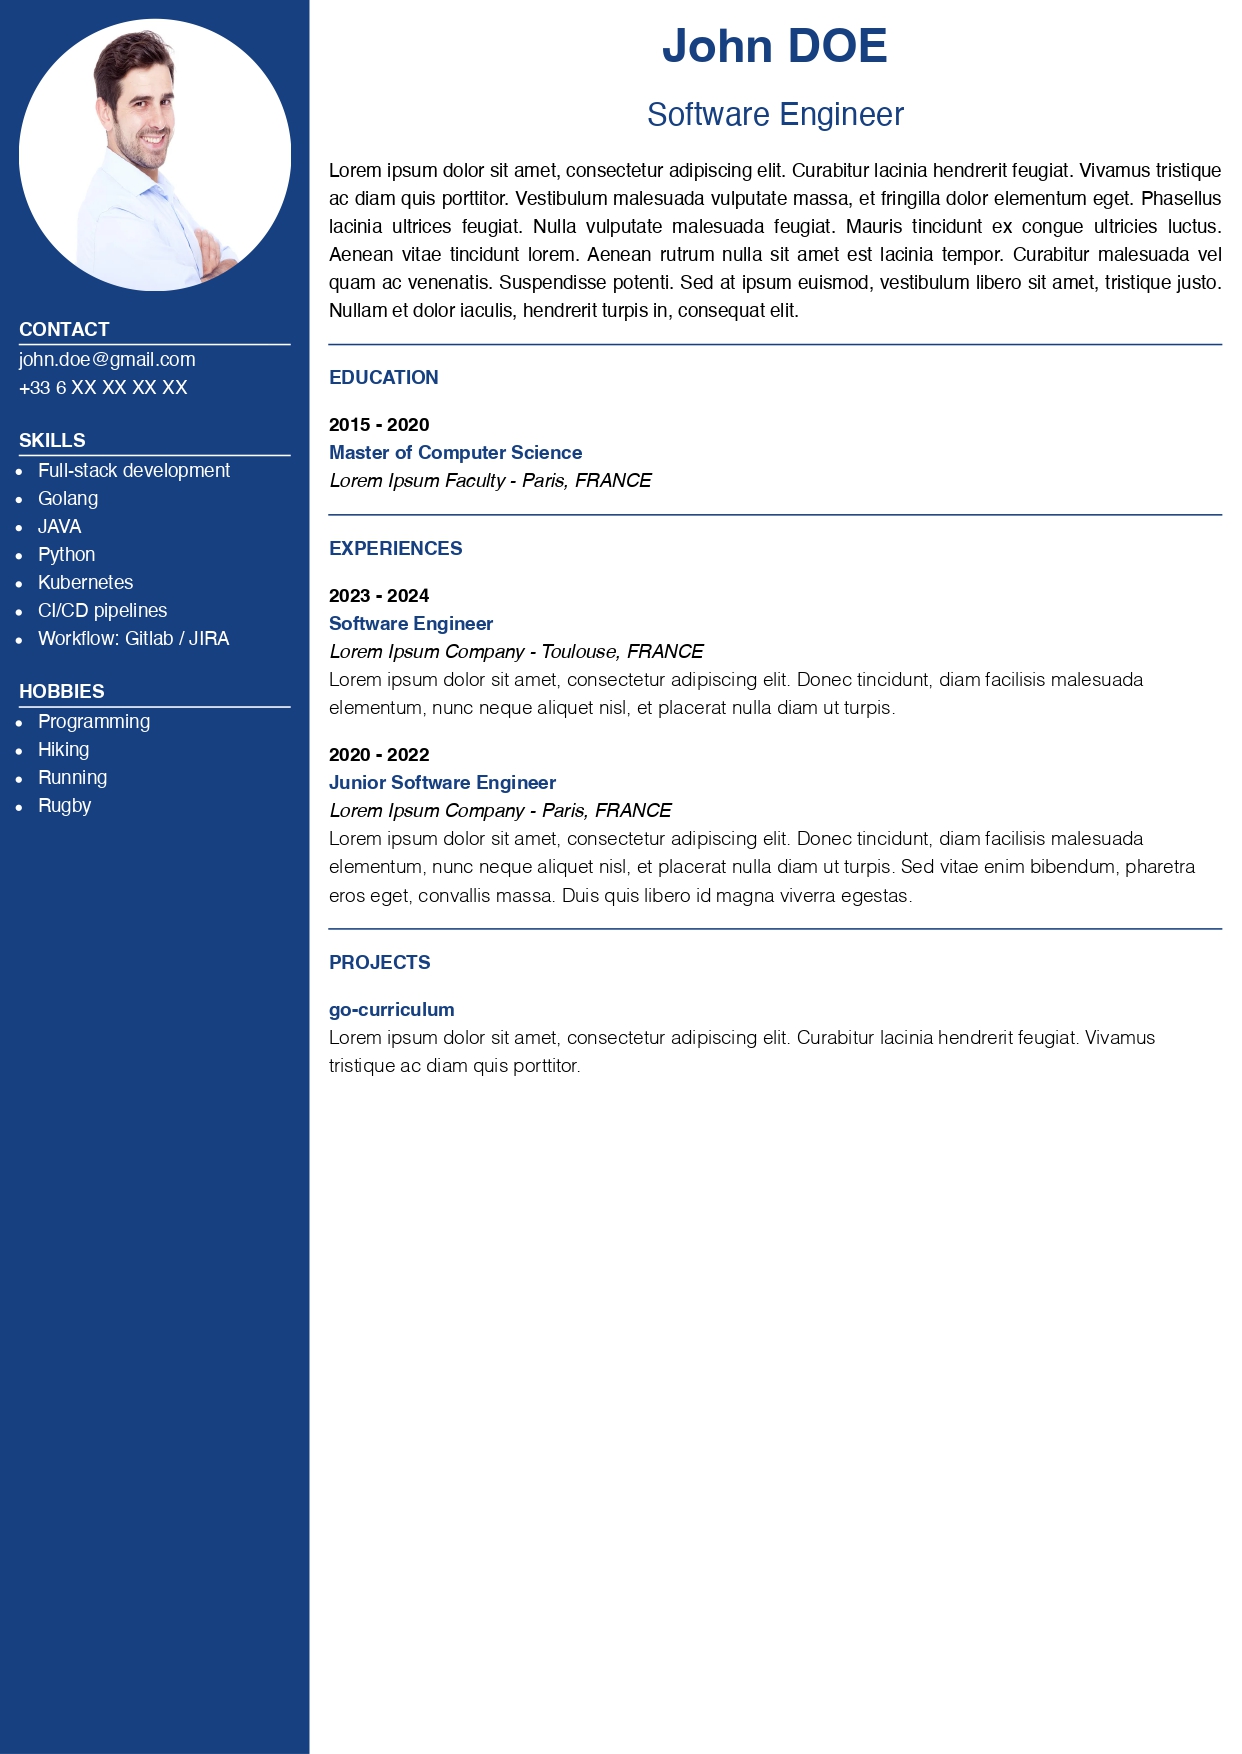 John DOE
Software Engineer
Lorem ipsum dolor sit amet, consectetur adipiscing elit. Curabitur lacinia hendrerit feugiat. Vivamus tristique
ac diam quis porttitor. Vestibulum malesuada vulputate massa, et fringilla dolor elementum eget. Phasellus
lacinia ultrices feugiat. Nulla vulputate malesuada feugiat. Mauris tincidunt ex congue ultricies luctus.
Aenean vitae tincidunt lorem. Aenean rutrum nulla sit amet est lacinia tempor. Curabitur malesuada vel
quam ac venenatis. Suspendisse potenti. Sed at ipsum euismod, vestibulum libero sit amet, tristique justo.
Nullam et dolor iaculis, hendrerit turpis in, consequat elit.
CONTACT
john.doe@gmail.com
+33 6 XX XX XX XX
SKILLS
• Full-stack development
• Golang
• JAVA
• Python
• Kubernetes
• CI/CD pipelines
• Workflow: Gitlab / JIRA
HOBBIES
• Programming
• Hiking
• Running
• Rugby
EDUCATION
2015 - 2020
Master of Computer Science
Lorem Ipsum Faculty - Paris, FRANCE
EXPERIENCES
2023 - 2024
Software Engineer
Lorem Ipsum Company - Toulouse, FRANCE
Lorem ipsum dolor sit amet, consectetur adipiscing elit. Donec tincidunt, diam facilisis malesuada
elementum, nunc neque aliquet nisl, et placerat nulla diam ut turpis.
2020 - 2022
Junior Software Engineer
Lorem Ipsum Company - Paris, FRANCE
Lorem ipsum dolor sit amet, consectetur adipiscing elit. Donec tincidunt, diam facilisis malesuada
elementum, nunc neque aliquet nisl, et placerat nulla diam ut turpis. Sed vitae enim bibendum, pharetra
eros eget, convallis massa. Duis quis libero id magna viverra egestas.
PROJECTS
go-curriculum
Lorem ipsum dolor sit amet, consectetur adipiscing elit. Curabitur lacinia hendrerit feugiat. Vivamus
tristique ac diam quis porttitor.